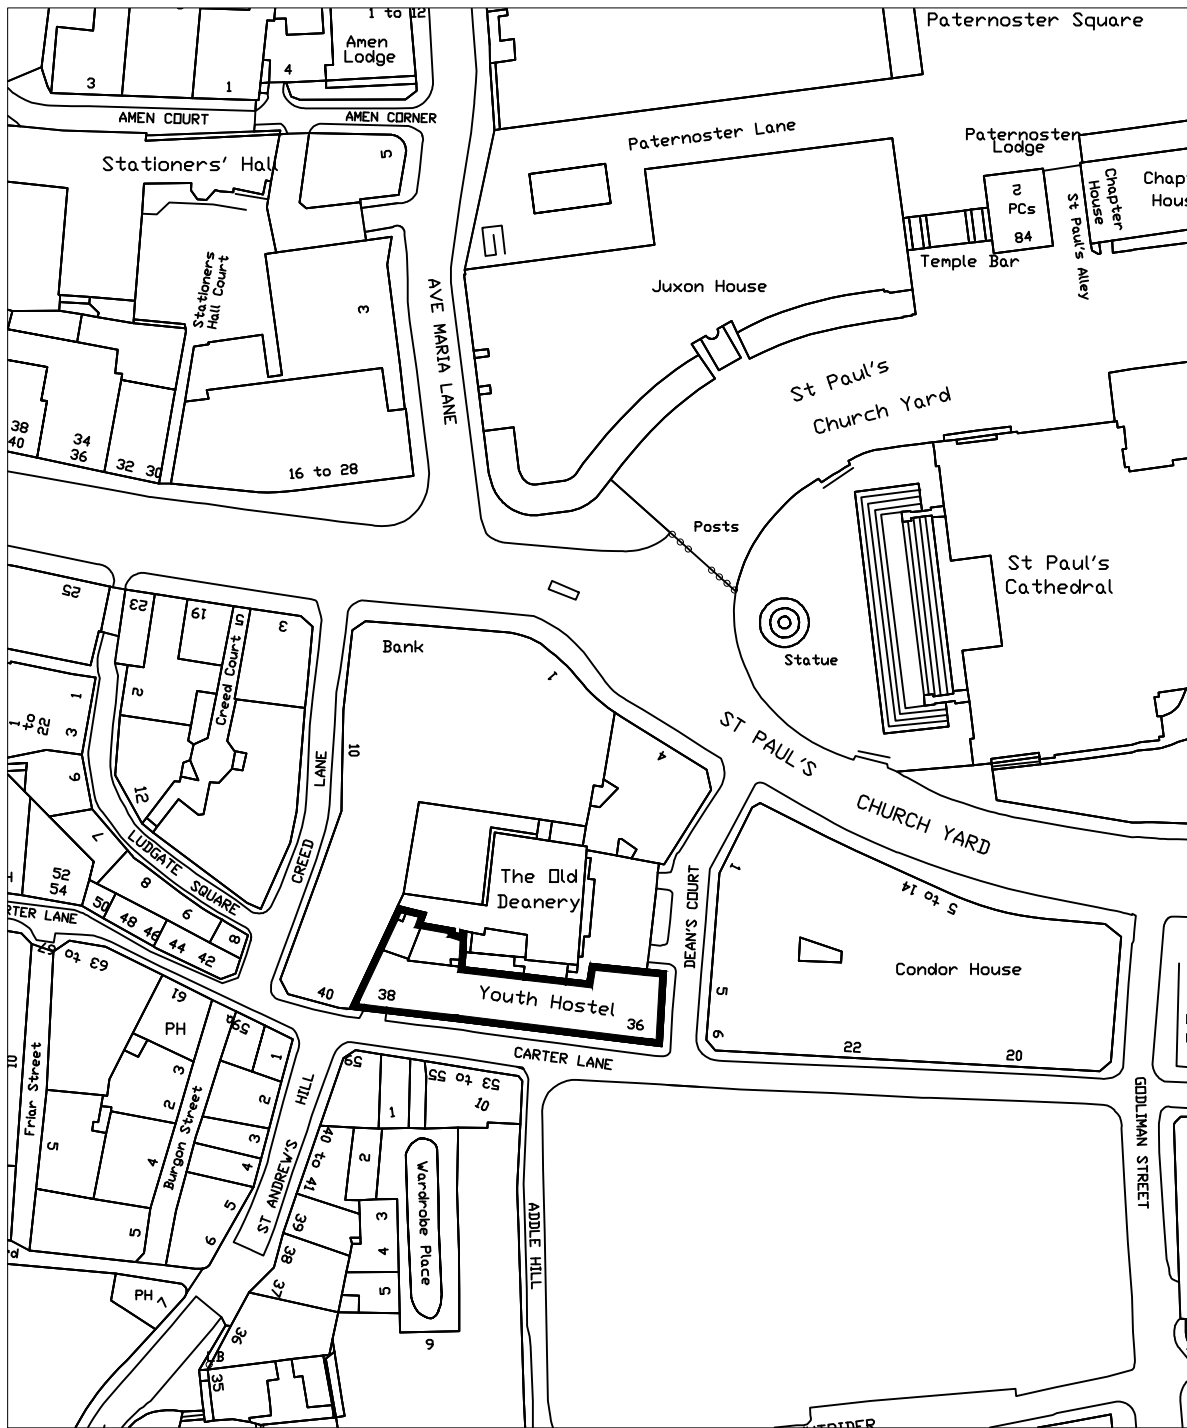 1 to 12
Paternoster Square
Amen
Lodge
3
1
4
AMEN COURT
AMEN CORNER
Paternoster Lane
Paternoster
Lodge
Stationers' Hall
5
2
PCs
84
Chapter
House
St Paul's Alley
Temple Bar
Stationers
Hall Court
3
AVE MARIA LANE
Juxon House
St Paul's
Church Yard
38
40
34
36
32
30
16 to 28
Posts
St Paul's
Cathedral
Statue
25
23
19
Creed Court
5
3
Bank
1
2
1
3
1
to
22
10
4
ST PAUL'S
CHURCH YARD
6
12
LANE
CREED
7
LUDGATE SQUARE
52
54
50
48
46
44
42
8
6
8
The Old
Deanery
DEAN'S COURT
1
5 to 14
Condor House
5
6
22
20
63 to 67
40
38
Youth Hostel
36
CARTER LANE
61
PH
59a
1
59
53 to 55
10
1
10
Friar Street
3
2
4
5
5
Burgon Street
2
3
4
5
6
HILL
ST ANDREW'S
40 to 41
39
38
37
36
35
2
3
4
5
Wardrobe Place
9
ADDLE HILL
GODLIMAN STREET
PH
7